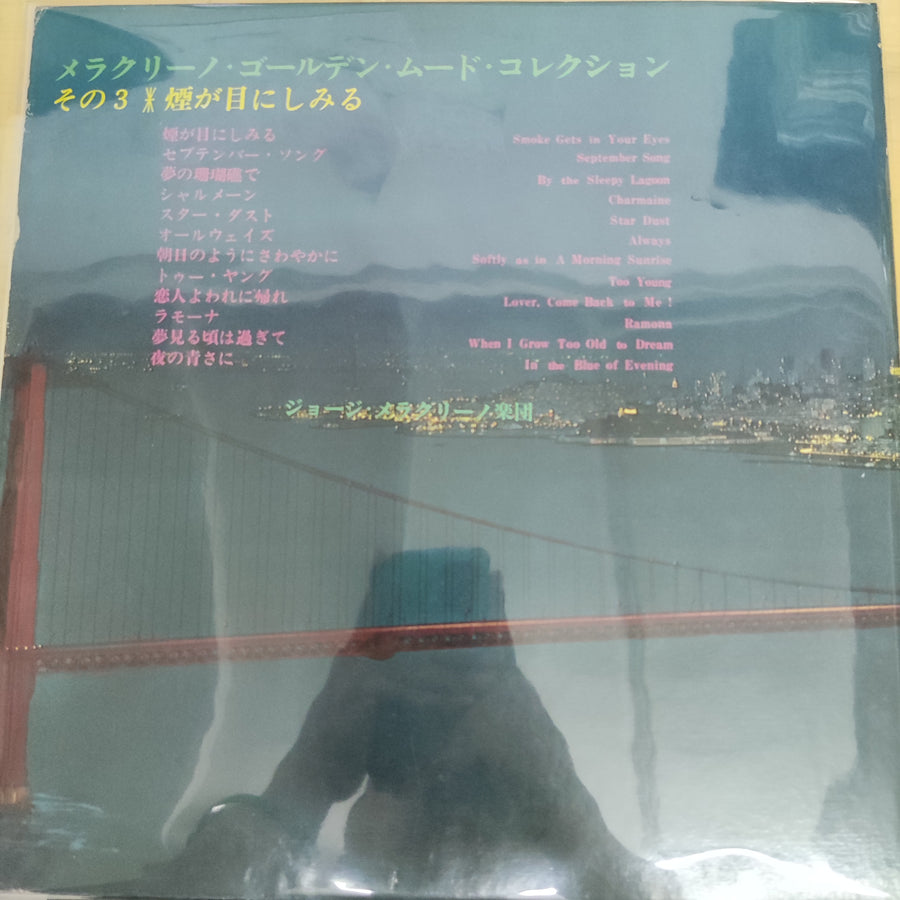 メラクリーノ・ゴールデン・ムード・コレクション
その3 煙が目にしみる
煙が目にしみる Smoke Gets in Your Eyes
セプテンバー・ソング September Song
夢の珊瑚礁で By the Sleepy Lagoon
シャルメーン Charmaine
スター・ダスト Star Dust
オールウェイズ Always
朝日のようにさわやかに Softly as in A Morning Sunrise
トゥー・ヤング Too Young
恋人よわれに帰れ Lover, Come Back to Me !
ラモーナ Ramona
夢見る頃は過ぎて When I Grow Too Old to Dream
夜の青さに In the Blue of Evening
ジョージ・メラクリーノ楽団